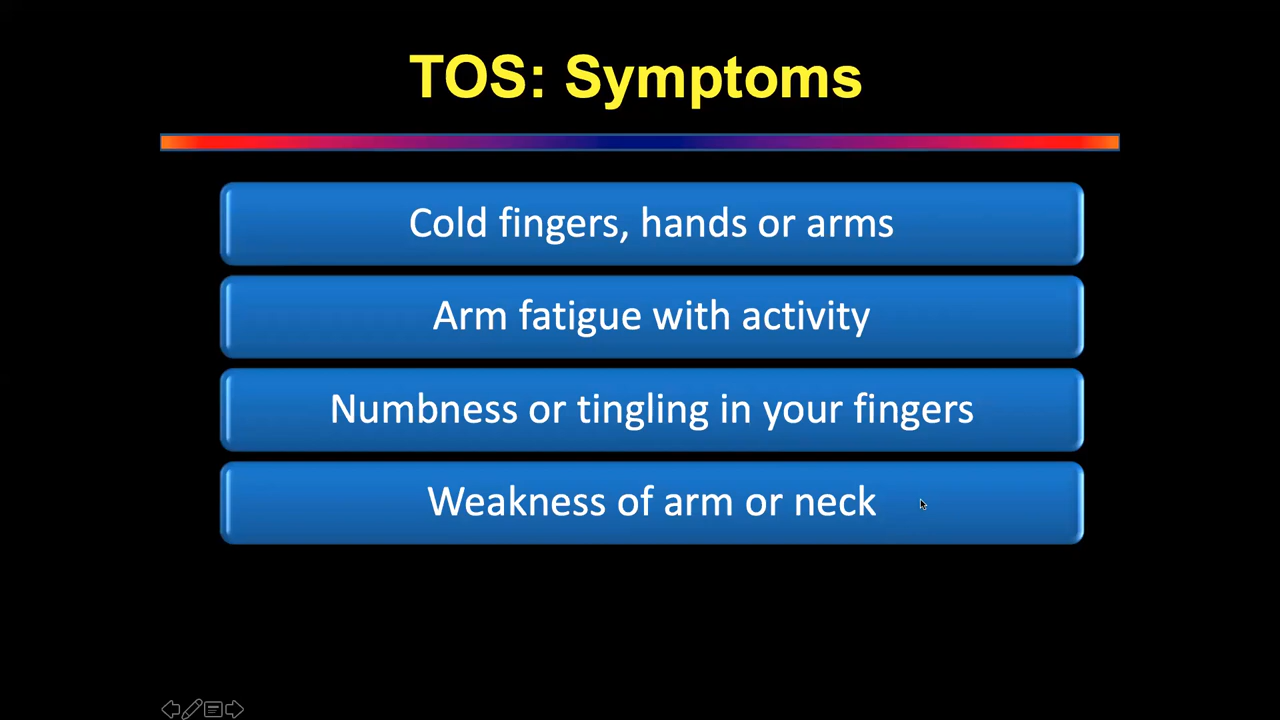 TOS: Symptoms
Cold fingers, hands or arms
Arm fatigue with activity
Numbness or tingling in your fingers
Weakness of arm or neck